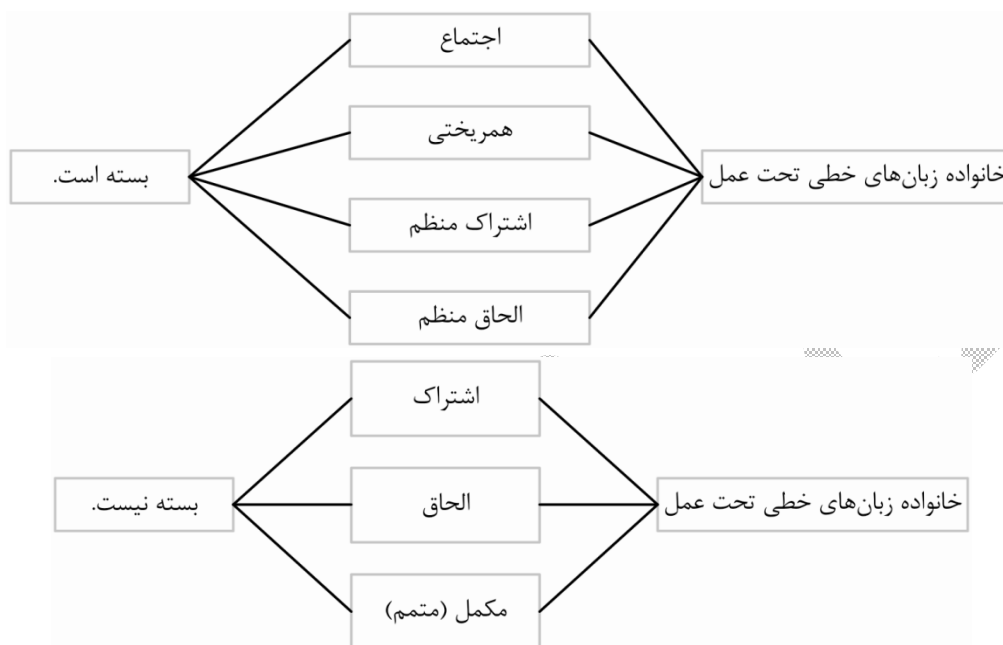 اجتماع
همریختی
خانواده زبان‌های خطی تحت عمل
بسته است.
اشتراک منظم
الحاق منظم
اشتراک
خانواده زبان‌های خطی تحت عمل
الحاق
بسته نیست.
مکمل (متمم)